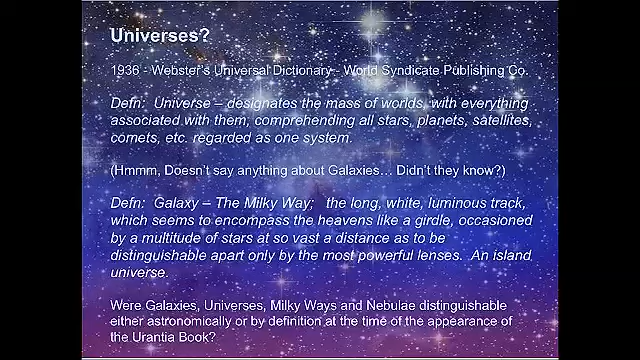 Universes?
1936 - Webster's Universal Dictionary - World Syndicate Publishing Co.
Defn: Universe – designates the mass of worlds, with everything
associated with them; comprehending all stars, planets, satellites,
comets, etc. regarded as one system.
(Hmmm, Doesn't say anything about Galaxies… Didn't they know?)
Defn: Galaxy – The Milky Way; the long, white, luminous track,
which seems to encompass the heavens like a girdle, occasioned
by a multitude of stars at so vast a distance as to be
distinguishable apart only by the most powerful lenses. An island
universe.
Were Galaxies, Universes, Milky Ways and Nebulae distinguishable
either astronomically or by definition at the time of the appearance of
the Urantia Book?